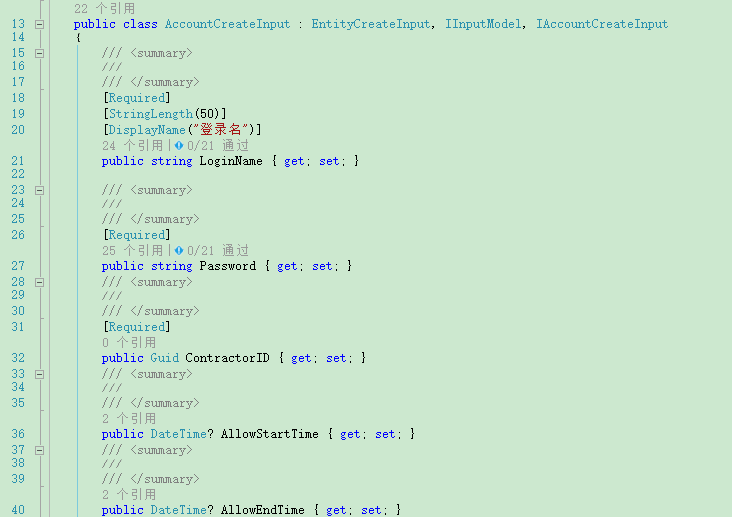 22 个引用
13 public class AccountCreateInput : EntityCreateInput, IInputModel, IAccountCreateInput
14 {
15 /// <summary>
16 ///
17 /// </summary>
18 [Required]
19 [StringLength(50)]
20 [DisplayName("登录名")]
24 个引用|0/21 通过
21 public string LoginName { get; set; }
22
23 /// <summary>
24 ///
25 /// </summary>
26 [Required]
25 个引用|0/21 通过
27 public string Password { get; set; }
28 /// <summary>
29 ///
30 /// </summary>
31 [Required]
0 个引用
32 public Guid ContractorID { get; set; }
33 /// <summary>
34 ///
35 /// </summary>
2 个引用
36 public DateTime? AllowStartTime { get; set; }
37 /// <summary>
38 ///
39 /// </summary>
2 个引用
40 public DateTime? AllowEndTime { get; set; }